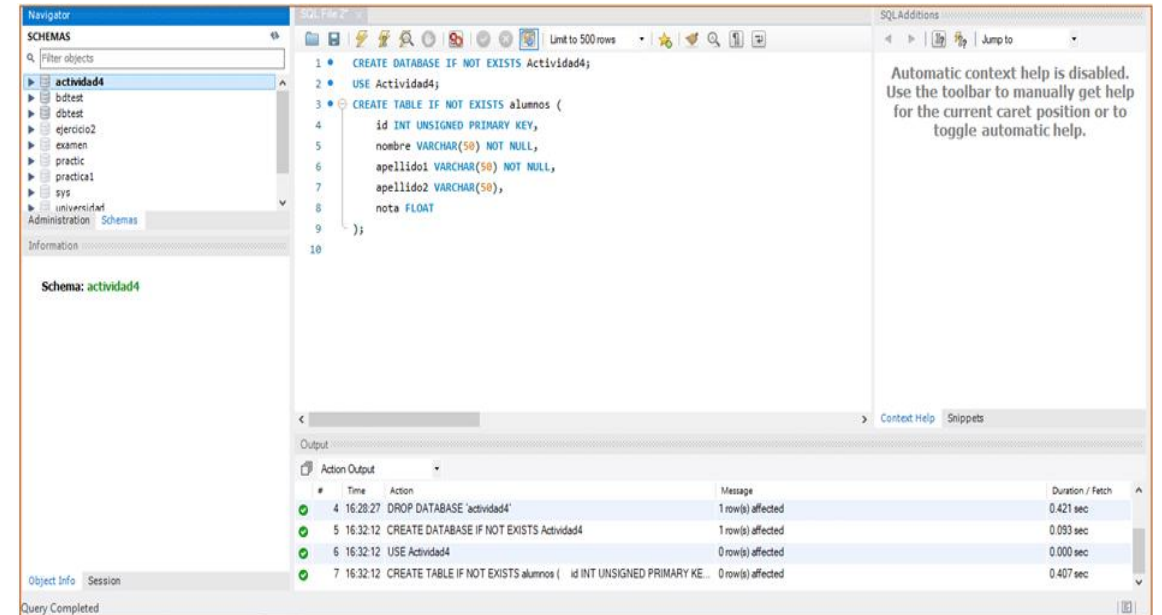 Navigator
SCHEMAS
Filter objects
actividad4
bdtest
dbtest
ejercicio2
examen
practic
practica1
sys
universidad
Administration Schemas
Information
Schema: actividad4
Object Info Session
Query Completed
SQL File 2*
Limit to 500 rows
1 CREATE DATABASE IF NOT EXISTS Actividad4;
2 USE Actividad4;
3 CREATE TABLE IF NOT EXISTS alumnos (
4 id INT UNSIGNED PRIMARY KEY,
5 nombre VARCHAR(50) NOT NULL,
6 apellido1 VARCHAR(50) NOT NULL,
7 apellido2 VARCHAR(50),
8 nota FLOAT
9 );
10
SQLAdditions
Jump to
Automatic context help is disabled.
Use the toolbar to manually get help
for the current caret position or to
toggle automatic help.
Context Help Snippets
Output
Action Output
# Time Action Message Duration / Fetch
4 16:28:27 DROP DATABASE `actividad4` 1 row(s) affected 0.421 sec
5 16:32:12 CREATE DATABASE IF NOT EXISTS Actividad4 1 row(s) affected 0.093 sec
6 16:32:12 USE Actividad4 0 row(s) affected 0.000 sec
7 16:32:12 CREATE TABLE IF NOT EXISTS alumnos ( id INT UNSIGNED PRIMARY KE... 0 row(s) affected 0.407 sec